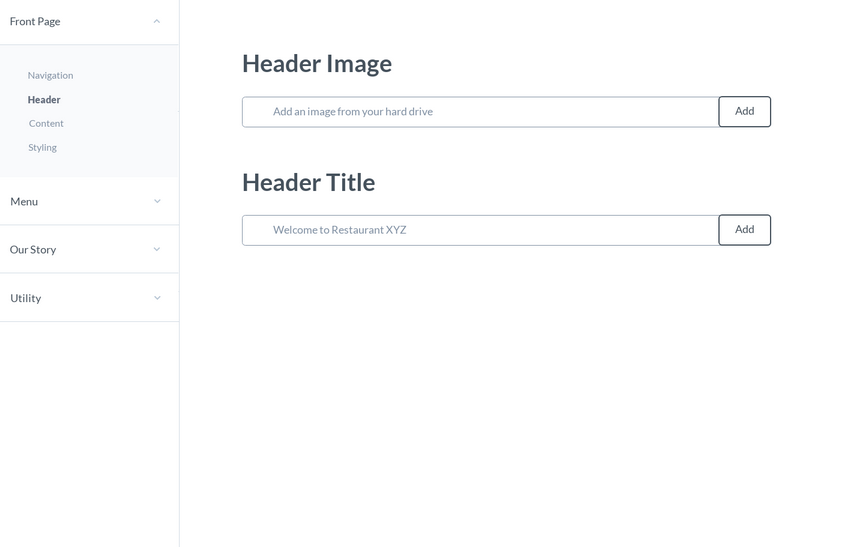 Front Page
Navigation
Header
Content
Styling
Menu
Our Story
Utility
Header Image
Add an image from your hard drive
Add
Header Title
Welcome to Restaurant XYZ
Add